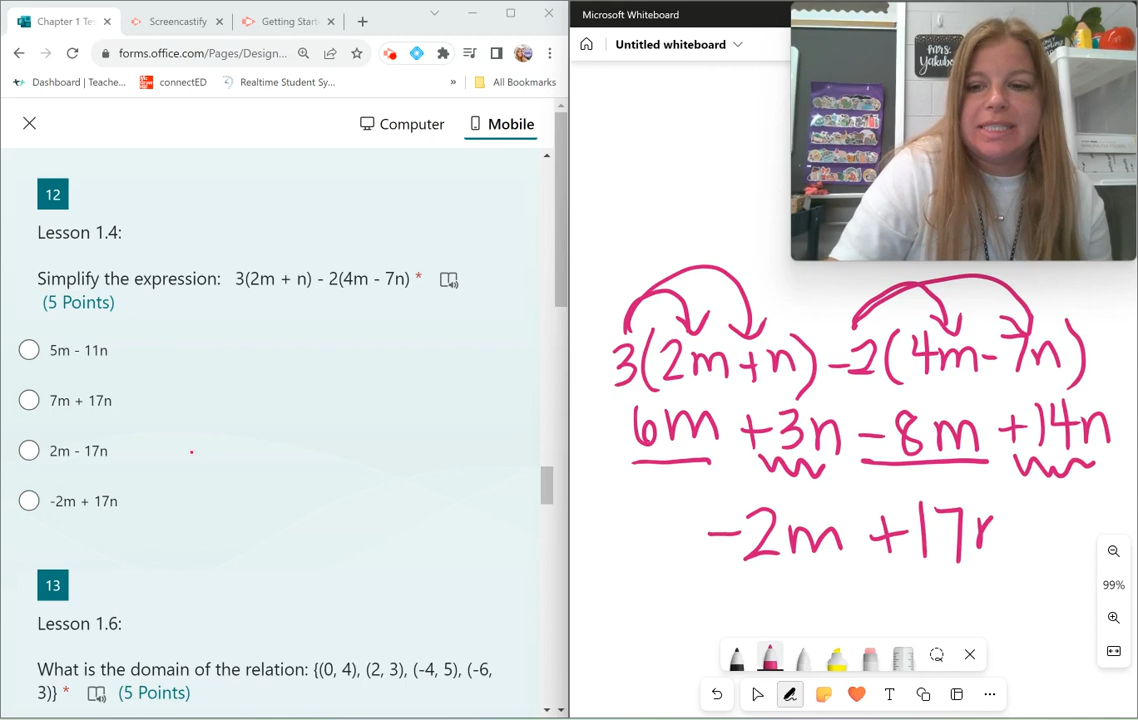 Chapter 1 Tes
Screencastify
Getting Start
forms.office.com/Pages/Design...
Dashboard | Teache...
connectED
Realtime Student Sy...
»
All Bookmarks
Computer
Mobile
12
Lesson 1.4:
Simplify the expression: 3(2m + n) - 2(4m - 7n) *
(5 Points)
5m - 11n
7m + 17n
2m - 17n
-2m + 17n
13
Lesson 1.6:
What is the domain of the relation: {(0, 4), (2, 3), (-4, 5), (-6,
3)} * (5 Points)
Microsoft Whiteboard
Untitled whiteboard
Mrs.
Yakubo
3(2m+n) -2(4m-7n)
6m +3n -8m +14n
-2m +17r
99%